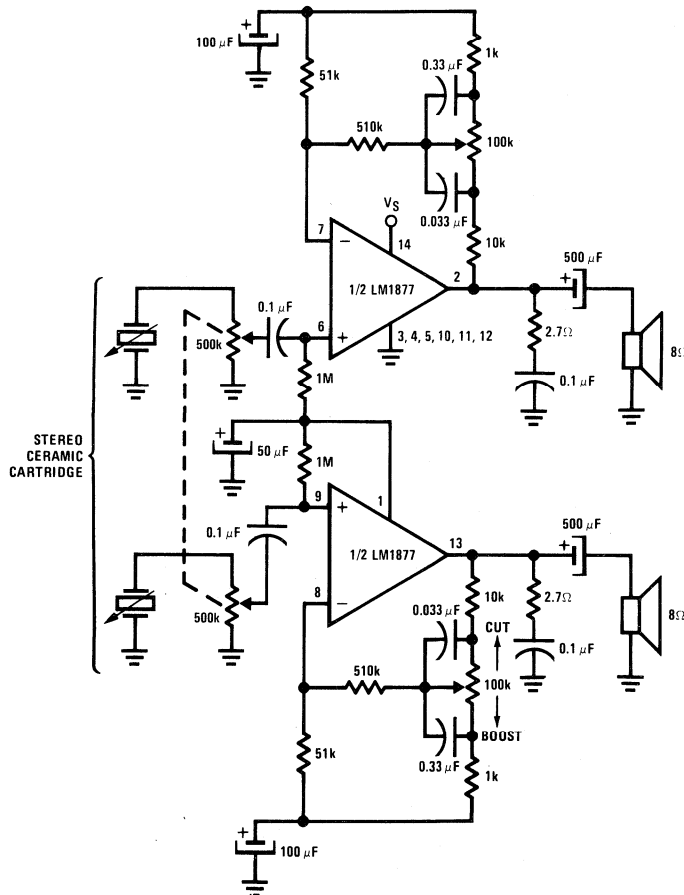 +
100 μF
51k
1k
0.33 μF
510k
100k
0.033 μF
VS
7
−
14
10k
500 μF
+
2
1/2 LM1877
0.1 μF
6
+
3, 4, 5, 10, 11, 12
2.7Ω
8Ω
500k
0.1 μF
1M
STEREO
CERAMIC
CARTRIDGE
+
50 μF
1M
9
+
1
0.1 μF
1/2 LM1877
13
500 μF
+
8
−
10k
2.7Ω
8Ω
500k
0.033 μF
CUT
0.1 μF
510k
100k
0.33 μF
BOOST
51k
1k
+
100 μF